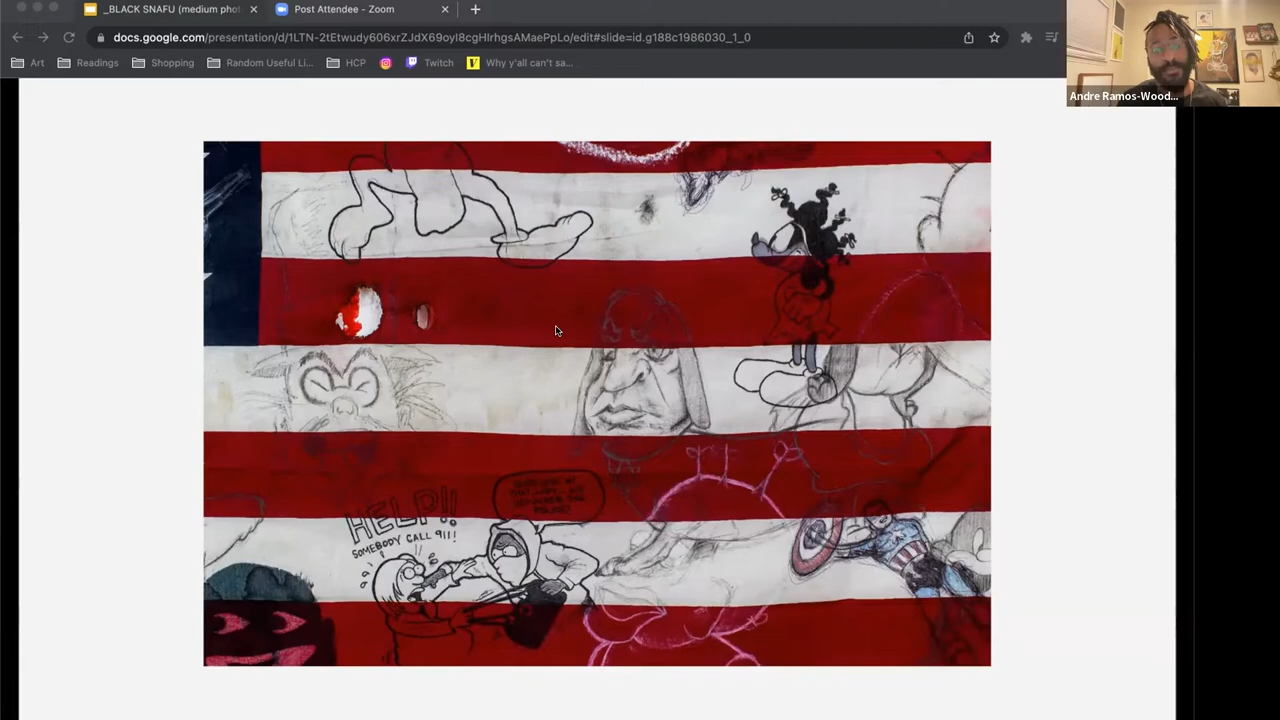 _BLACK SNAFU (medium phot
Post Attendee - Zoom
docs.google.com/presentation/d/1LTN-2tEtwudy606xrZJdX69oyI8cgHIrhgsAMaePpLo/edit#slide=id.g188c1986030_1_0
Art
Readings
Shopping
Random Useful Li...
HCP
Twitch
Why y'all can't sa...
Andre Ramos-Wood...
HELP!!
SOMEBODY CALL 911!